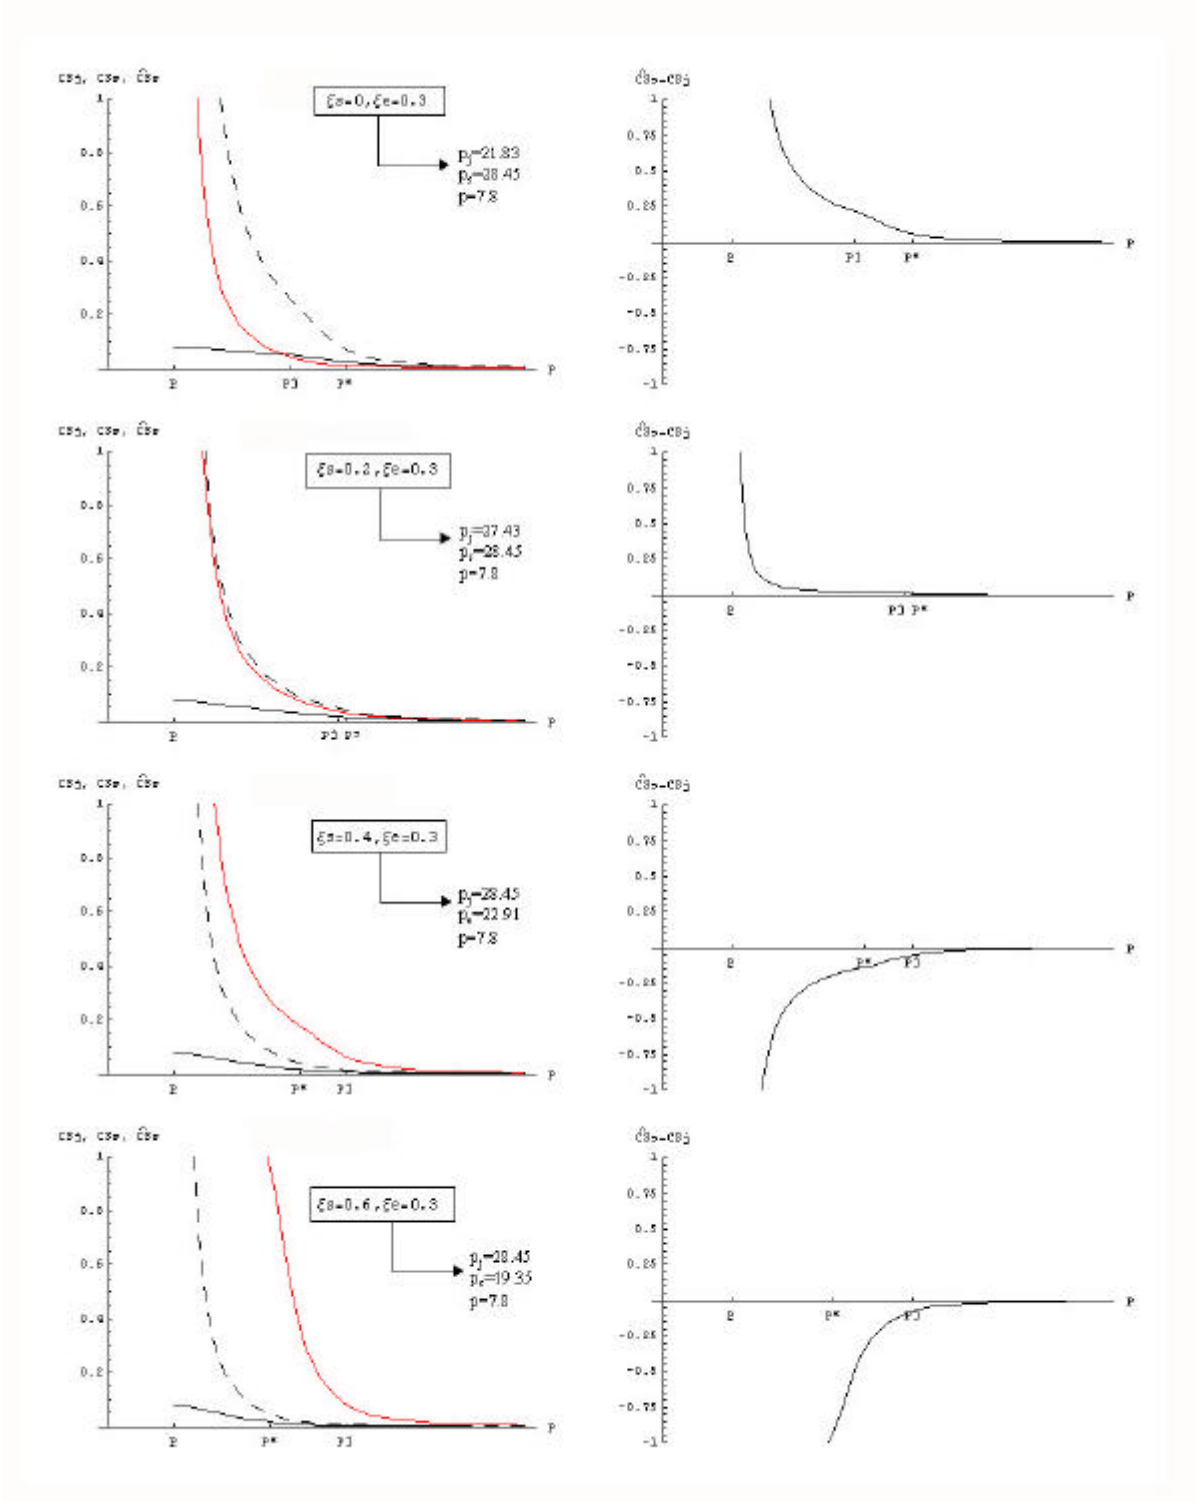 CSj, CSe, ĈSe
1
0.8
0.6
0.4
0.2
P
PJ
P*
P
ξs=0,ξe=0.3
pj=21.83
pe=28.45
p=7.8
ĈSe-CSj
1
0.75
0.5
0.25
P
PJ
P*
P
-0.25
-0.5
-0.75
-1
CSj, CSe, ĈSe
1
0.8
0.6
0.4
0.2
P
PJ P*
P
ξs=0.2,ξe=0.3
pj=27.43
pe=28.45
p=7.8
ĈSe-CSj
1
0.75
0.5
0.25
P
PJ P*
P
-0.25
-0.5
-0.75
-1
CSj, CSe, ĈSe
1
0.8
0.6
0.4
0.2
P
P*
PJ
P
ξs=0.4,ξe=0.3
pj=28.45
pe=22.91
p=7.8
ĈSe-CSj
1
0.75
0.5
0.25
P
P*
PJ
P
-0.25
-0.5
-0.75
-1
CSj, CSe, ĈSe
1
0.8
0.6
0.4
0.2
P
P*
PJ
P
ξs=0.6,ξe=0.3
pj=28.45
pe=19.35
p=7.8
ĈSe-CSj
1
0.75
0.5
0.25
P
P*
PJ
P
-0.25
-0.5
-0.75
-1